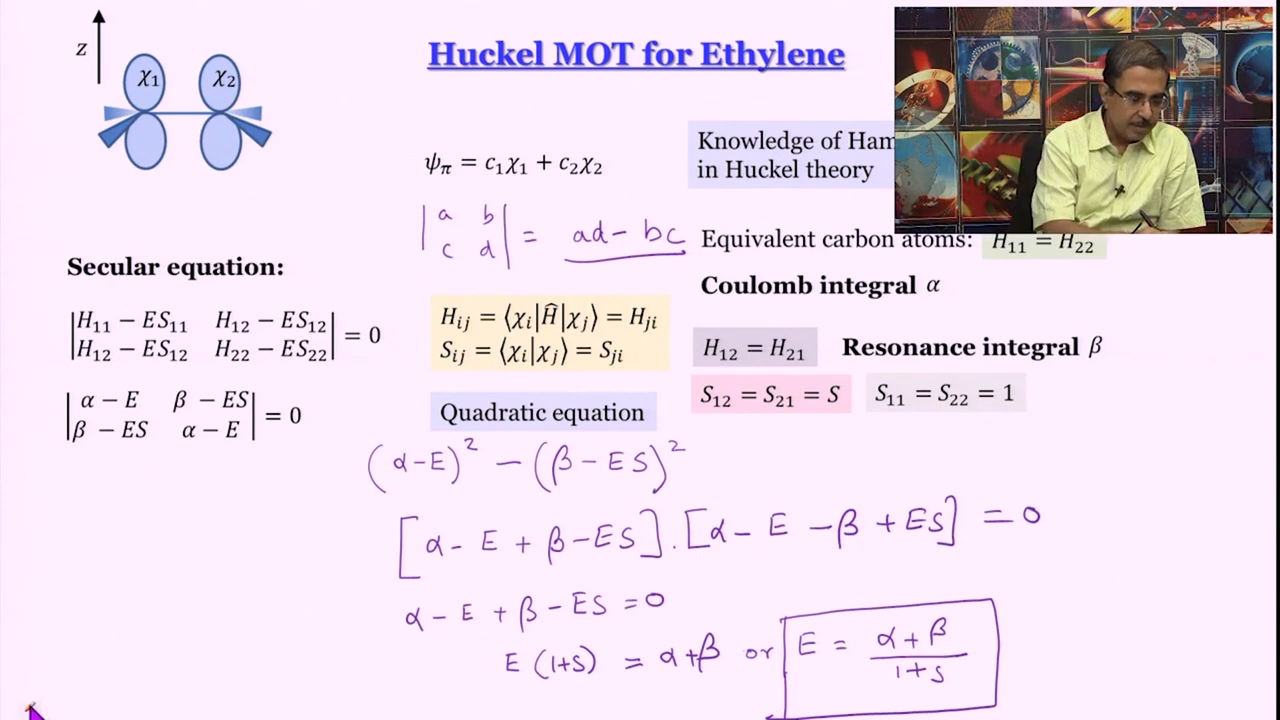 Huckel MOT for Ethylene
z
χ1 χ2
ψπ = c1χ1 + c2χ2
Knowledge of Ham
in Huckel theory
|a b|
|c d| = ad - bc
Equivalent carbon atoms: H11 = H22
Coulomb integral α
Secular equation:
|H11 − ES11 H12 − ES12|
|H12 − ES12 H22 − ES22| = 0
Hij = ⟨χi|Ĥ|χj⟩ = Hji
Sij = ⟨χi|χj⟩ = Sji
H12 = H21 Resonance integral β
S12 = S21 = S S11 = S22 = 1
|α − E β − ES|
|β − ES α − E| = 0
Quadratic equation
(α-E)² - (β-ES)²
[α - E + β - ES].[α - E - β + ES] = 0
α - E + β - ES = 0
E (1+S) = α+β or E = (α+β)/(1+S)